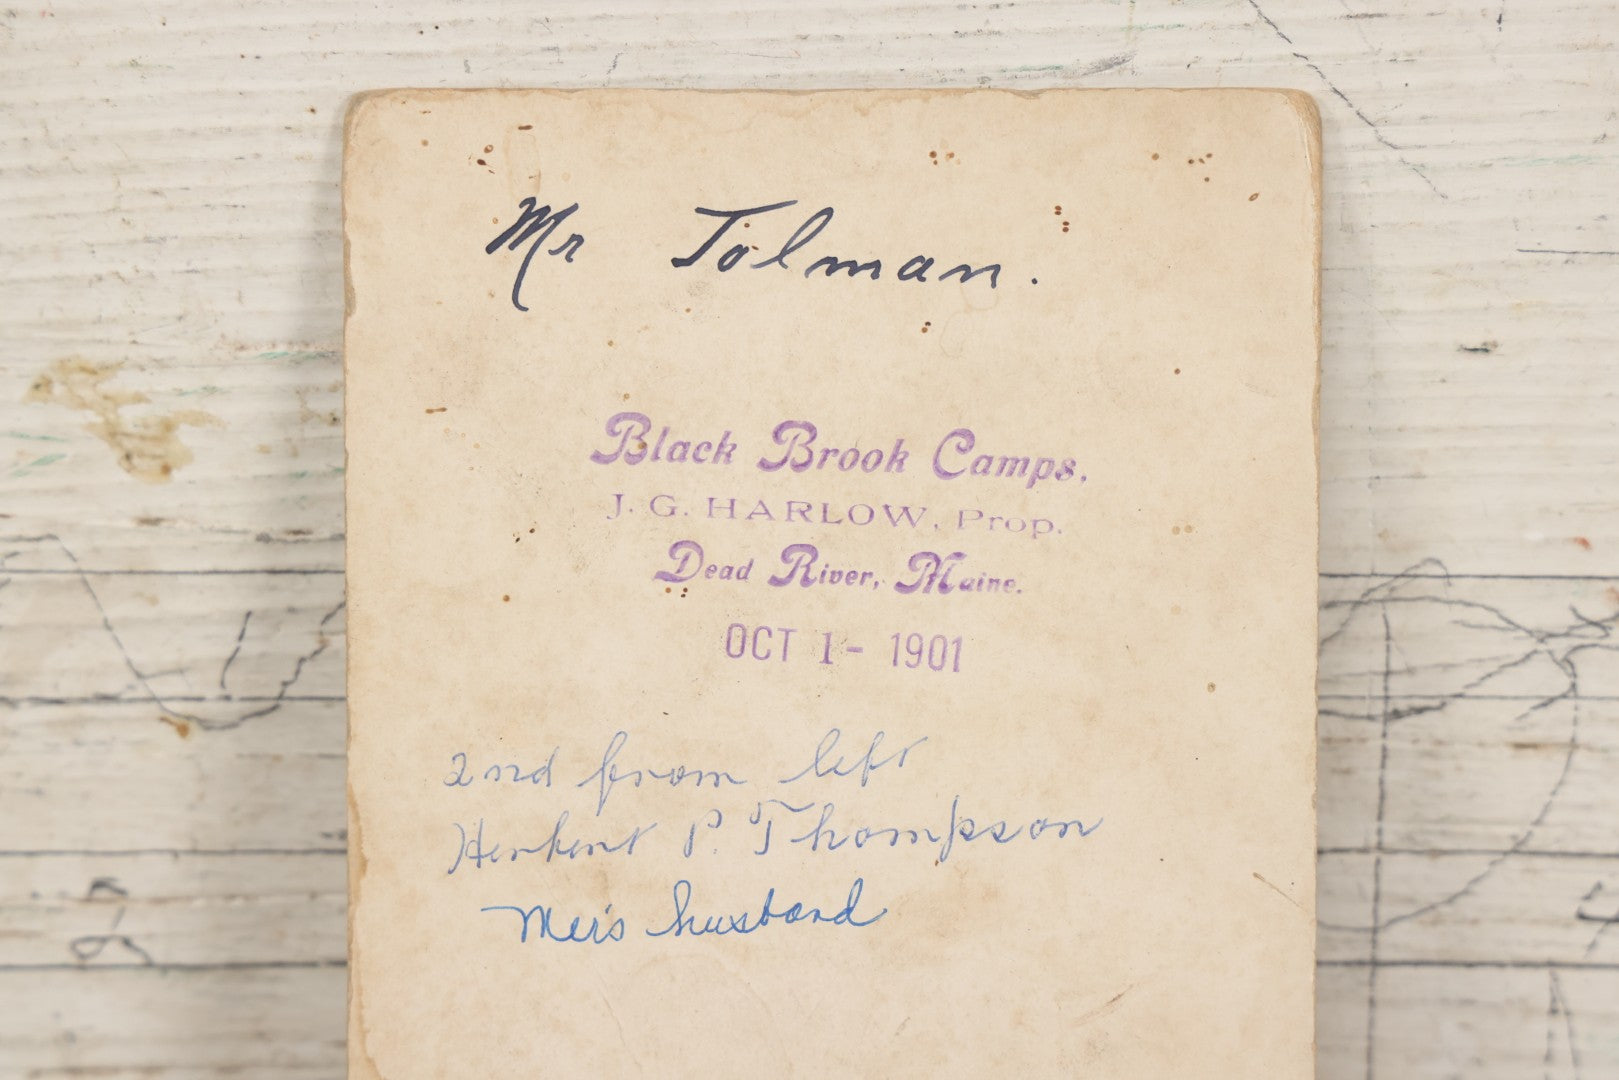 Mr Tolman.
Black Brook Camps,
J. G. HARLOW, Prop.
Dead River, Maine.
OCT 1 - 1901
2nd from left
Herbert P. Thompson
husband